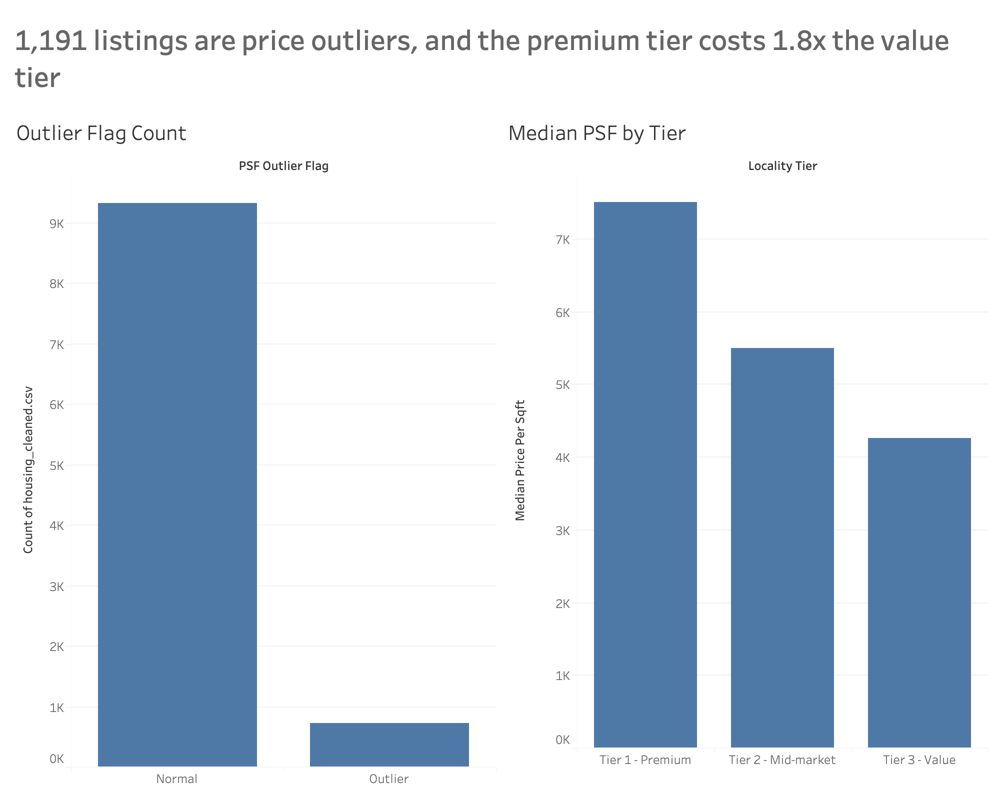 1,191 listings are price outliers, and the premium tier costs 1.8x the value
tier
Outlier Flag Count
PSF Outlier Flag
Count of housing_cleaned.csv
9K
8K
7K
6K
5K
4K
3K
2K
1K
0K
Normal
Outlier
Median PSF by Tier
Locality Tier
Median Price Per Sqft
7K
6K
5K
4K
3K
2K
1K
0K
Tier 1 - Premium
Tier 2 - Mid-market
Tier 3 - Value